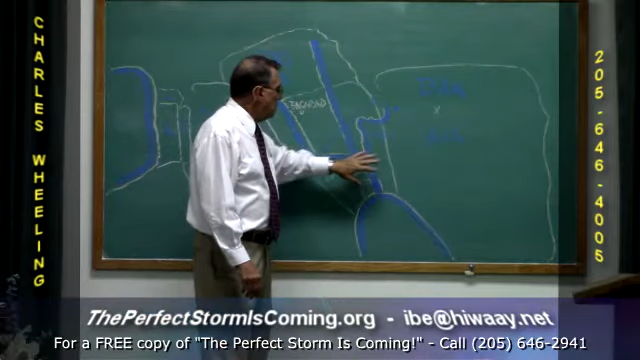 CHARLES WHEELING
BAGHDAD
205-646-4005
ThePerfectStormIsComing.org - ibe@hiwaay.net
For a FREE copy of "The Perfect Storm Is Coming!" - Call (205) 646-2941